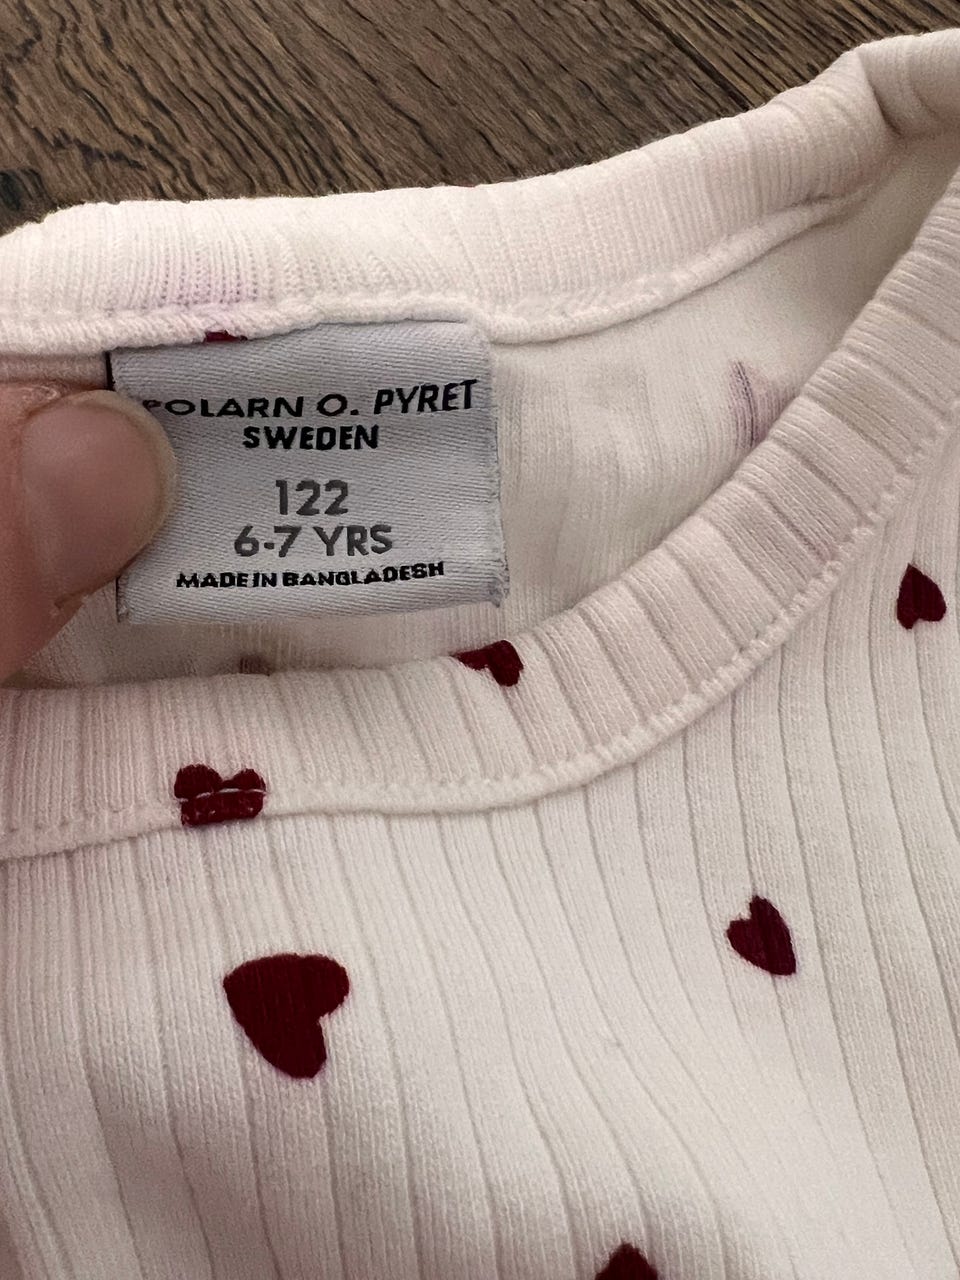 POLARN O. PYRET
SWEDEN
122
6-7 YRS
MADE IN BANGLADESH